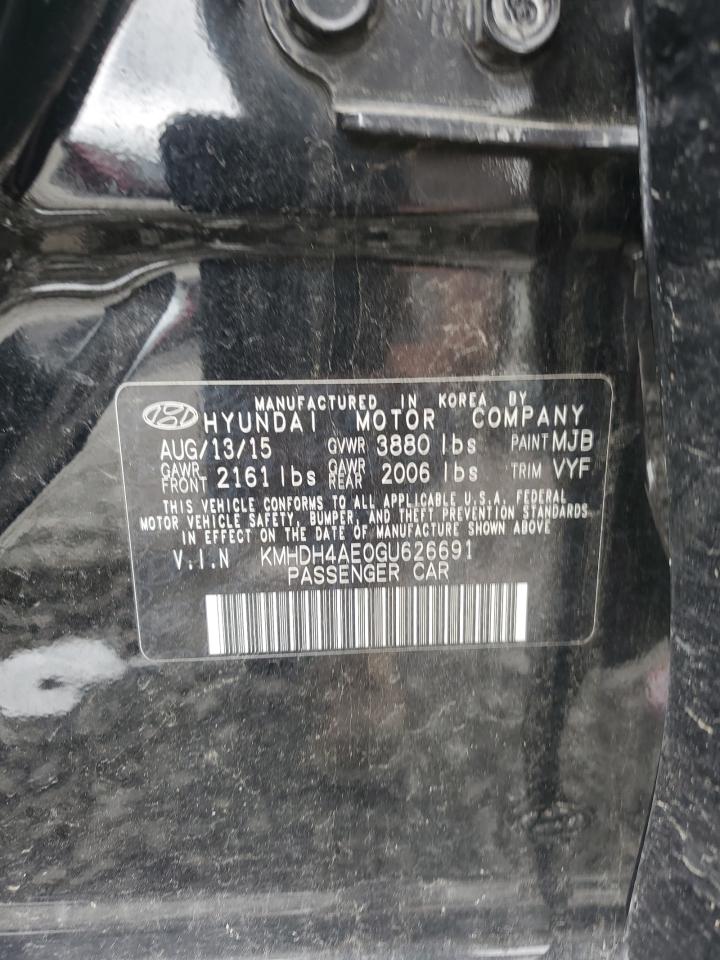 MANUFACTURED IN KOREA BY
HYUNDAI MOTOR COMPANY
AUG/13/15 GVWR 3880 lbs PAINT MJB
GAWR FRONT 2161 lbs GAWR REAR 2006 lbs TRIM VYF
THIS VEHICLE CONFORMS TO ALL APPLICABLE U.S.A. FEDERAL
MOTOR VEHICLE SAFETY, BUMPER, AND THEFT PREVENTION STANDARDS
IN EFFECT ON THE DATE OF MANUFACTURE SHOWN ABOVE
V.I.N KMHDH4AE0GU626691
PASSENGER CAR